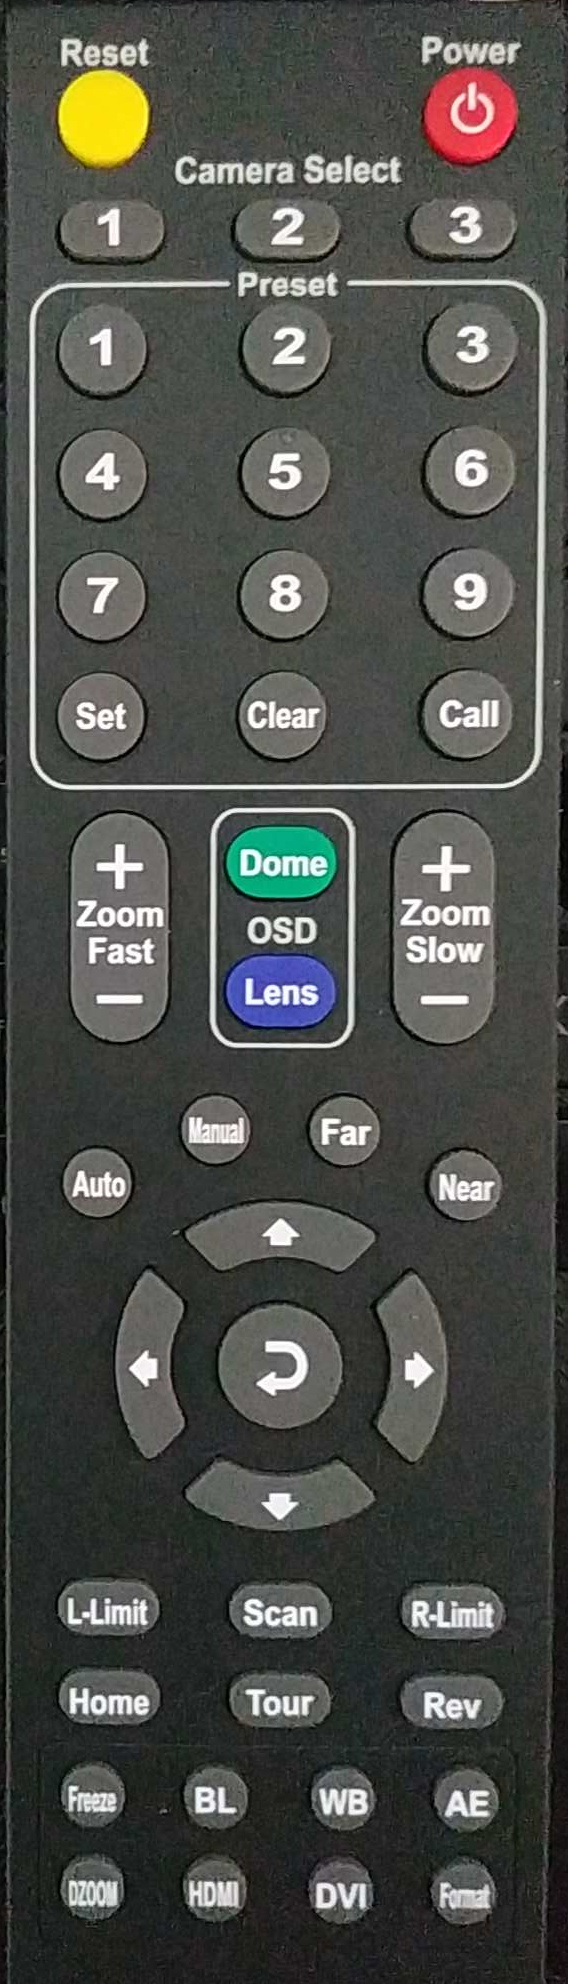 Reset Power
Camera Select
1 2 3
Preset
1 2 3
4 5 6
7 8 9
Set Clear Call
+ Dome +
Zoom Zoom
Fast OSD Slow
− Lens −
Manual Far
Auto Near
L-Limit Scan R-Limit
Home Tour Rev
Freeze BL WB AE
DZOOM HDMI DVI Format